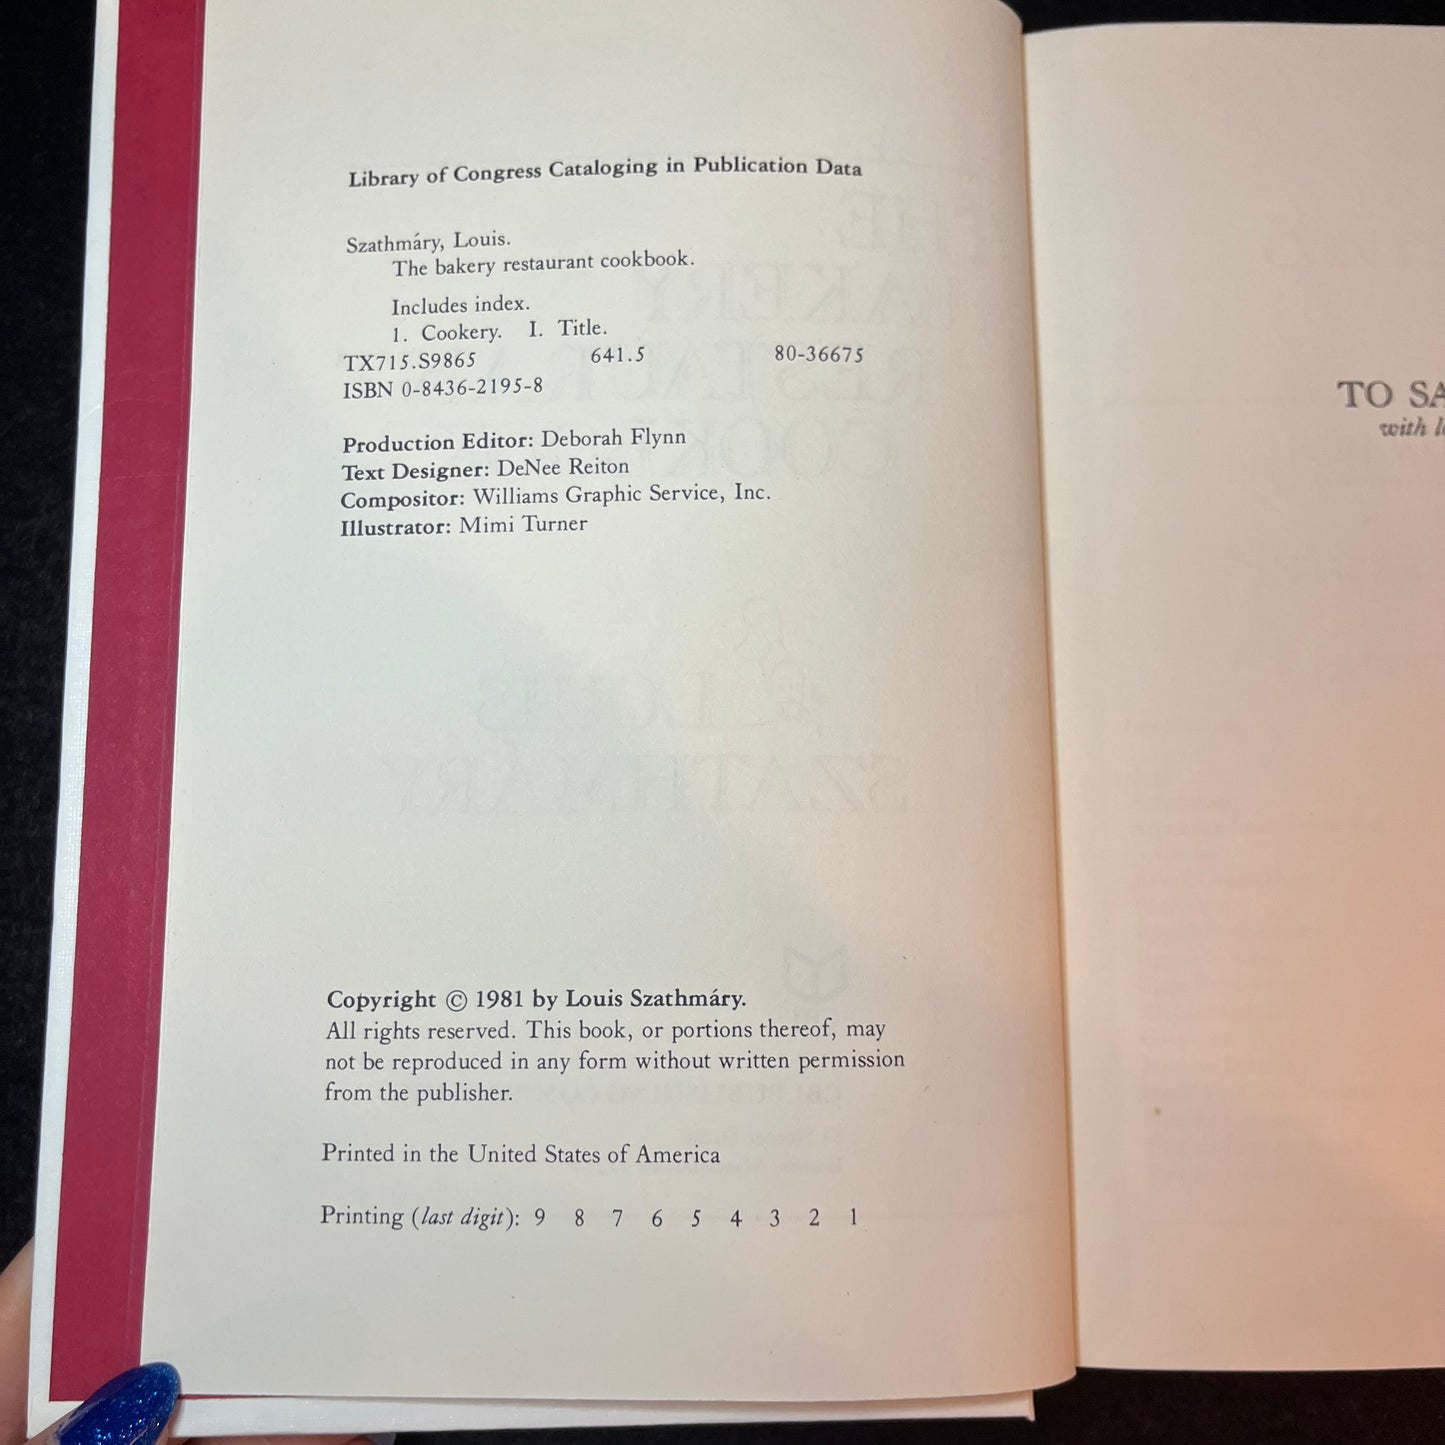 Library of Congress Cataloging in Publication Data
Szathmáry, Louis.
The bakery restaurant cookbook.
Includes index.
1. Cookery. I. Title.
TX715.S9865 641.5 80-36675
ISBN 0-8436-2195-8
Production Editor: Deborah Flynn
Text Designer: DeNee Reiton
Compositor: Williams Graphic Service, Inc.
Illustrator: Mimi Turner
Copyright © 1981 by Louis Szathmáry.
All rights reserved. This book, or portions thereof, may
not be reproduced in any form without written permission
from the publisher.
Printed in the United States of America
Printing (last digit): 9 8 7 6 5 4 3 2 1
TO SA
with l